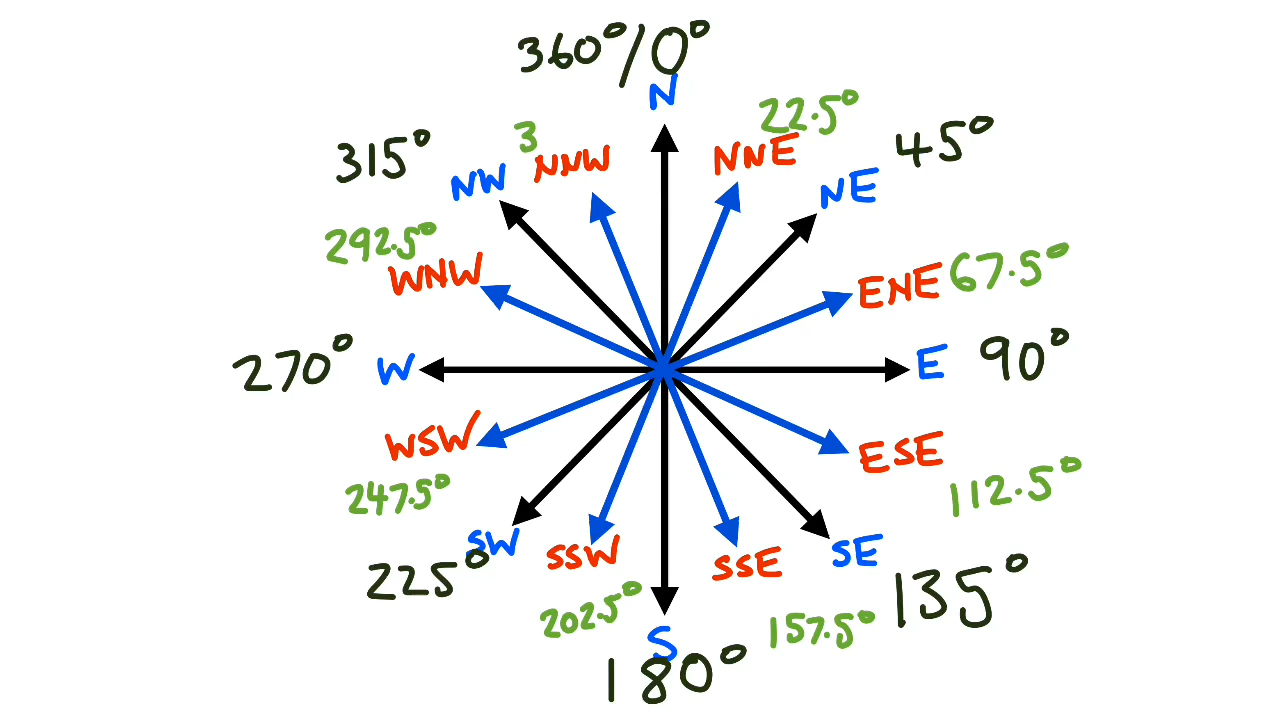 360°/0°
N
22.5°
45°
3
315°
NNW
NNE
NW
NE
292.5°
WNW
67.5°
ENE
270°
W
E
90°
WSW
ESE
247.5°
112.5°
SW
SSW
SSE
SE
225°
135°
202.5°
157.5°
S
180°